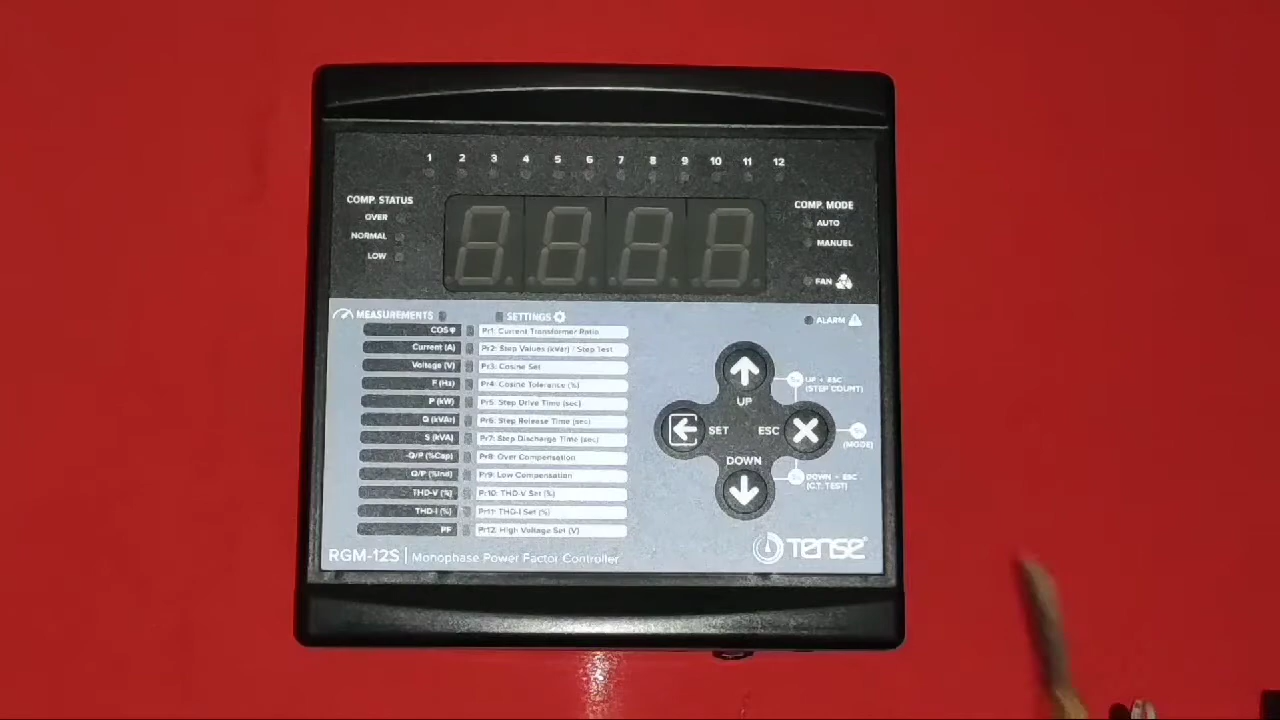 1 2 3 4 5 6 7 8 9 10 11 12
COMP. STATUS
OVER
NORMAL
LOW
COMP. MODE
AUTO
MANUEL
FAN
ALARM
MEASUREMENTS
COSφ
Current (A)
Voltage (V)
F (Hz)
P (kW)
Q (kVAr)
S (kVA)
-Q/P (%Cap)
Q/P (%Ind)
THD-V (%)
THD-I (%)
PF
SETTINGS
Pr1: Current Transformer Ratio
Pr2: Step Values (kvar) / Step Test
Pr3: Cosine Set
Pr4: Cosine Tolerance (%)
Pr5: Step Drive Time (sec)
Pr6: Step Release Time (sec)
Pr7: Step Discharge Time (sec)
Pr8: Over Compensation
Pr9: Low Compensation
Pr10: THD-V Set (%)
Pr11: THD-I Set (%)
Pr12: High Voltage Set (V)
UP
SET
ESC
DOWN
UP + ESC
(STEP COUNT)
(MODE)
DOWN + ESC
(C.T. TEST)
RGM-12S | Monophase Power Factor Controller
TENSE